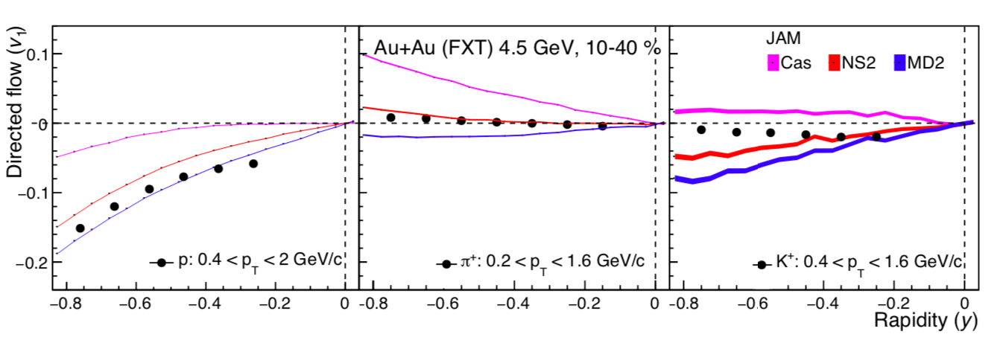 Directed flow (v₁)
0.1
0
−0.1
−0.2
Au+Au (FXT) 4.5 GeV, 10-40 %
JAM
Cas NS2 MD2
p: 0.4 < p_T < 2 GeV/c
π⁺: 0.2 < p_T < 1.6 GeV/c
K⁺: 0.4 < p_T < 1.6 GeV/c
−0.8 −0.6 −0.4 −0.2 0 −0.8 −0.6 −0.4 −0.2 0 −0.8 −0.6 −0.4 −0.2 0
Rapidity (y)